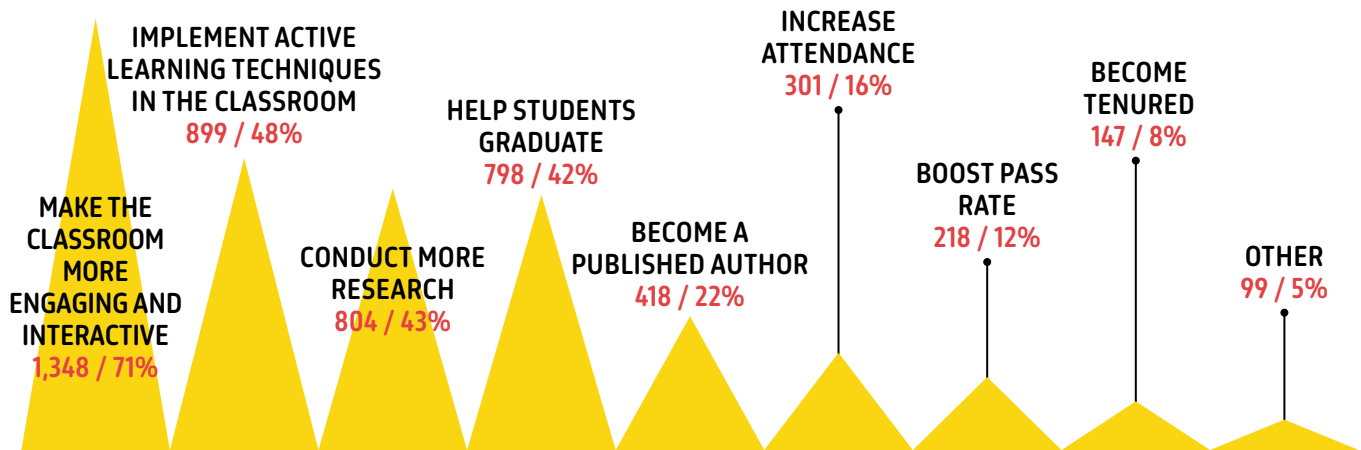 MAKE THE
CLASSROOM
MORE
ENGAGING AND
INTERACTIVE
1,348 / 71%
IMPLEMENT ACTIVE
LEARNING TECHNIQUES
IN THE CLASSROOM
899 / 48%
CONDUCT MORE
RESEARCH
804 / 43%
HELP STUDENTS
GRADUATE
798 / 42%
BECOME A
PUBLISHED AUTHOR
418 / 22%
INCREASE
ATTENDANCE
301 / 16%
BOOST PASS
RATE
218 / 12%
BECOME
TENURED
147 / 8%
OTHER
99 / 5%